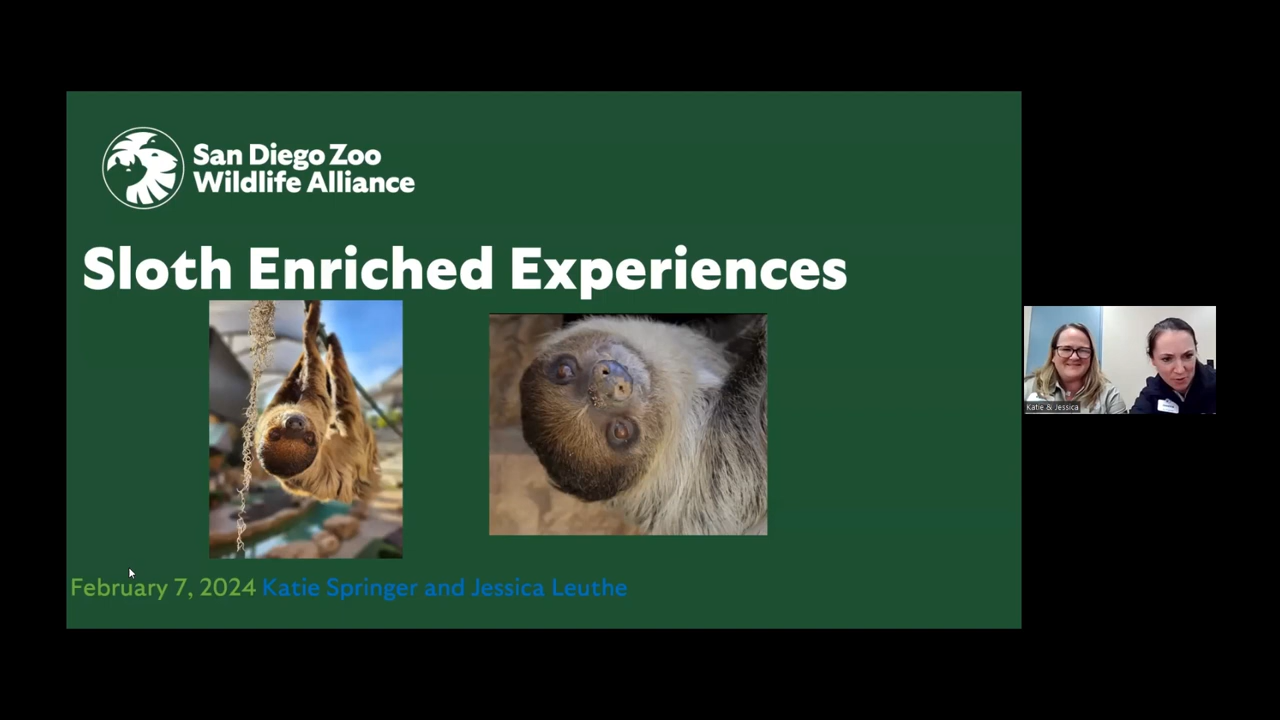 San Diego Zoo
Wildlife Alliance
Sloth Enriched Experiences
February 7, 2024 Katie Springer and Jessica Leuthe
Katie & Jessica